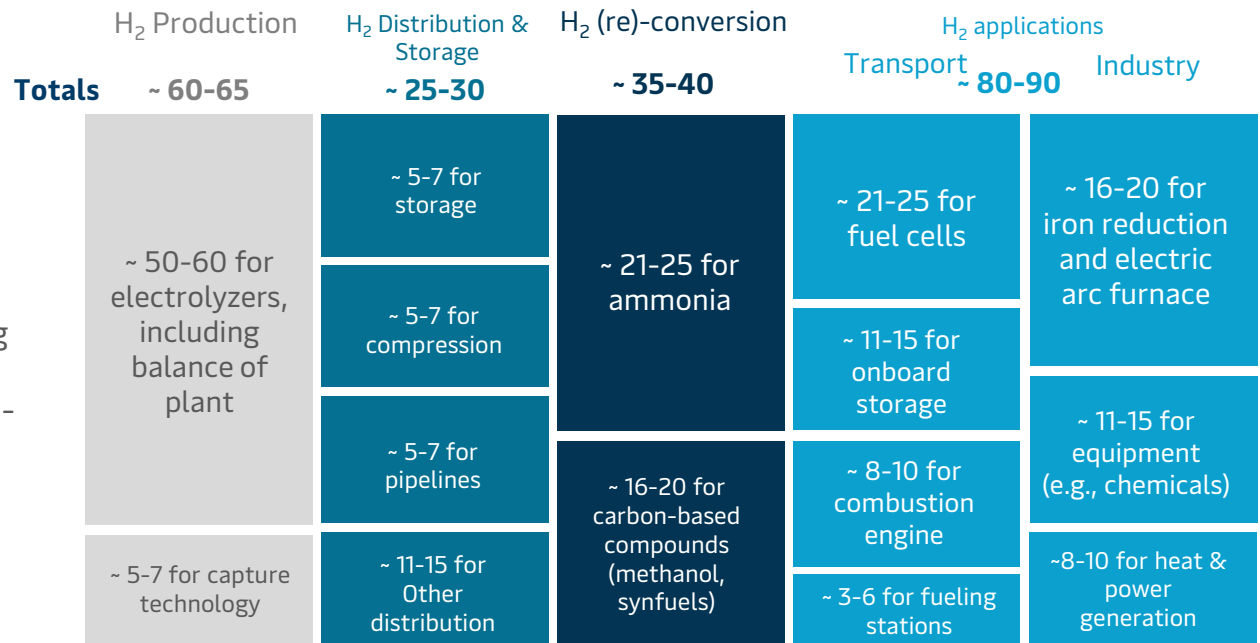 H₂ Production
H₂ Distribution &
Storage
H₂ (re)-conversion
H₂ applications
Transport
Industry
Totals
~ 60-65
~ 25-30
~ 35-40
~ 80-90
~ 50-60 for
electrolyzers,
including
balance of
plant
~ 5-7 for capture
technology
~ 5-7 for
storage
~ 5-7 for
compression
~ 5-7 for
pipelines
~ 11-15 for
Other
distribution
~ 21-25 for
ammonia
~ 16-20 for
carbon-based
compounds
(methanol,
synfuels)
~ 21-25 for
fuel cells
~ 11-15 for
onboard
storage
~ 8-10 for
combustion
engine
~ 3-6 for fueling
stations
~ 16-20 for
iron reduction
and electric
arc furnace
~ 11-15 for
equipment
(e.g., chemicals)
~8-10 for heat &
power
generation
g
-